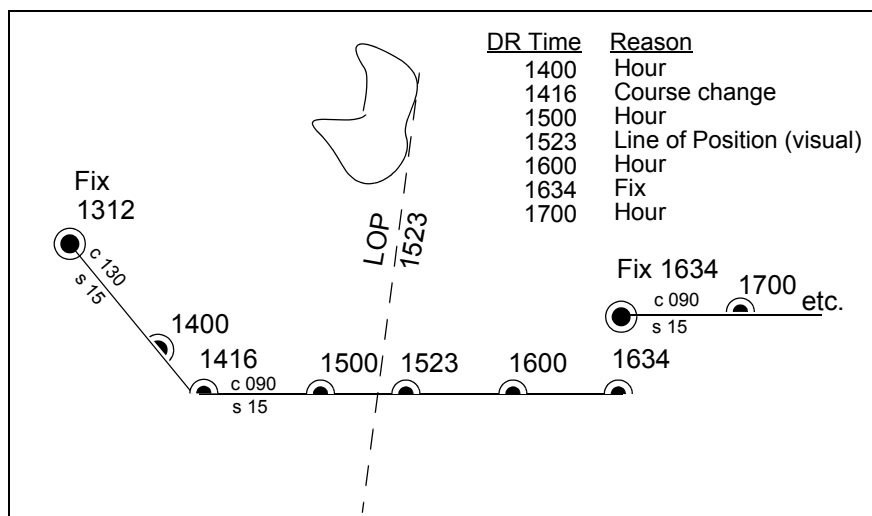 DR Time Reason
1400 Hour
1416 Course change
1500 Hour
1523 Line of Position (visual)
1600 Hour
1634 Fix
1700 Hour
Fix
1312
c 130
s 15
1400
1416
c 090
s 15
1500
LOP
1523
1523
1600
1634
Fix 1634
c 090
s 15
1700
etc.